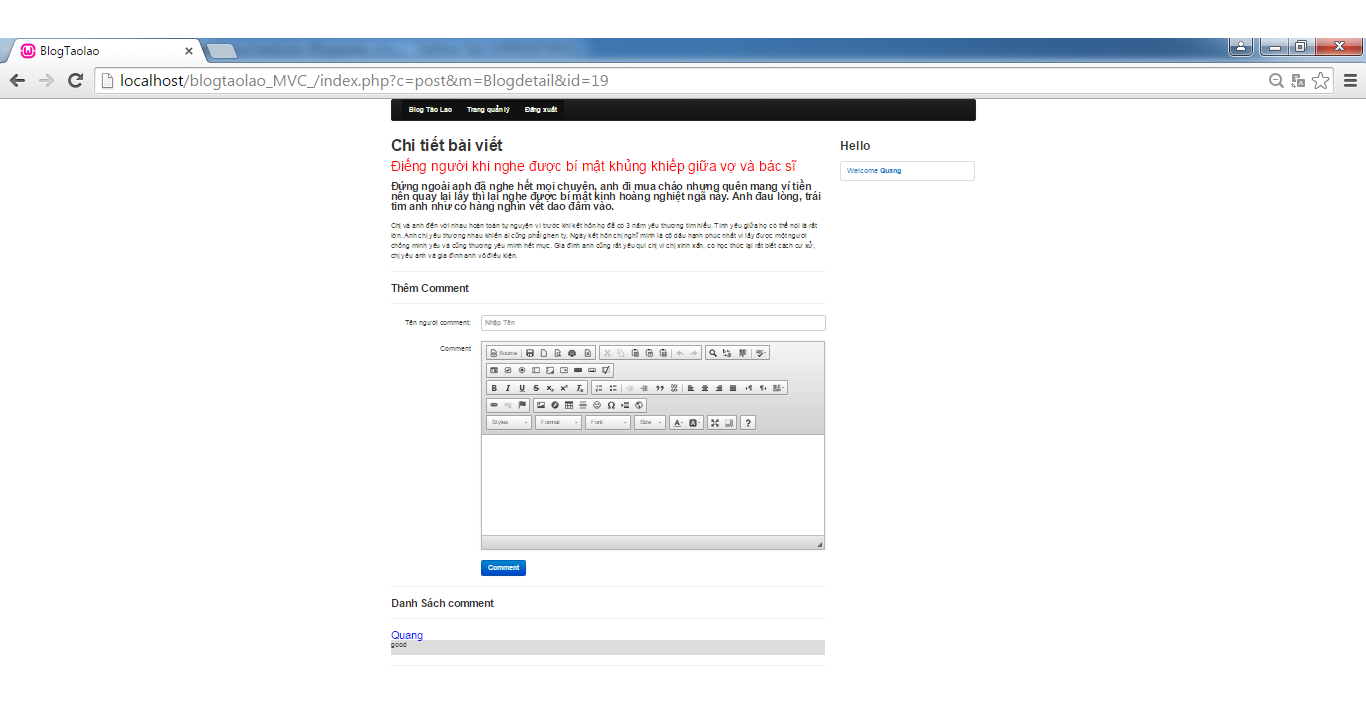 BlogTaolao
localhost/blogtaolao_MVC_/index.php?c=post&m=Blogdetail&id=19
Blog Tào Lao Trang quản lý Đăng xuất
Chi tiết bài viết
Điếng người khi nghe được bí mật khủng khiếp giữa vợ và bác sĩ
Đứng ngoài anh đã nghe hết mọi chuyện, anh đi mua cháo nhưng quên mang ví tiền
nên quay lại lấy thì lại nghe được bí mật kinh hoàng nghiệt ngã này. Anh đau lòng, trái
tim anh như có hàng nghìn vết dao đâm vào.
Chị và anh đến với nhau hoàn toàn tự nguyện vì trước khi kết hôn họ đã có 3 năm yêu thương tìm hiểu. Tình yêu giữa họ có thể nói là rất
lớn. Anh chị yêu thương nhau khiến ai cũng phải ghen tỵ. Ngày kết hôn chị nghĩ mình là cô dâu hạnh phúc nhất vì lấy được một người
chồng mình yêu và cũng thương yêu mình hết mực. Gia đình anh cũng rất yêu quí chị vì chị xinh xắn, có học thức lại rất biết cách cư xử,
chị yêu anh và gia đình anh vô điều kiện.
Hello
Welcome Quang
Thêm Comment
Tên người comment: Nhập Tên
Comment
Source
B I U S x₂ x² Tx
Styles Format Font Size A A ?
Comment
Danh Sách comment
Quang
good